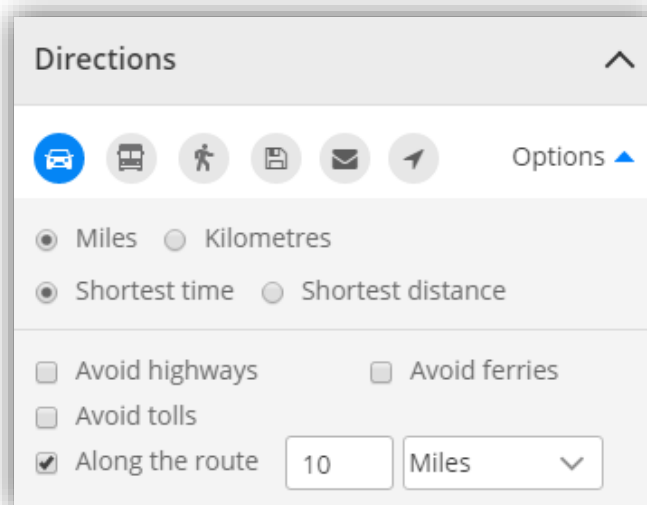 Directions
Options
Miles Kilometres
Shortest time Shortest distance
Avoid highways Avoid ferries
Avoid tolls
Along the route 10 Miles